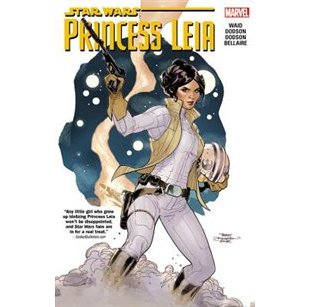 STAR WARS
MARVEL
PRINCESS LEIA
WAID
DODSON
DODSON
BELLAIRE
"Any little girl who grew
up idolizing Princess Leia
won't be disappointed,
and Star Wars fans are
in for a real treat."